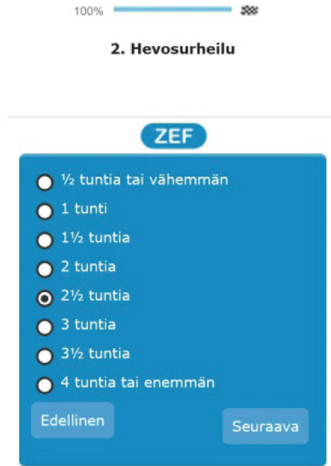 100%
2. Hevosurheilu
ZEF
½ tuntia tai vähemmän
1 tunti
1½ tuntia
2 tuntia
2½ tuntia
3 tuntia
3½ tuntia
4 tuntia tai enemmän
Edellinen
Seuraava